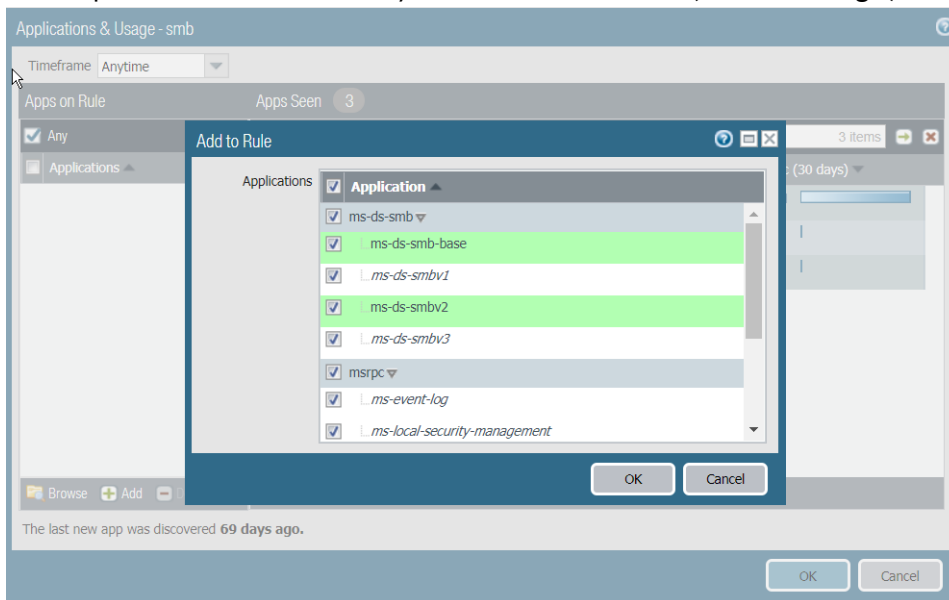 Applications & Usage - smb
Timeframe Anytime
Apps on Rule Apps Seen 3
Any
3 items
Applications
(30 days)
Add to Rule
Applications
Application
ms-ds-smb
ms-ds-smb-base
ms-ds-smbv1
ms-ds-smbv2
ms-ds-smbv3
msrpc
ms-event-log
ms-local-security-management
OK Cancel
Browse Add
The last new app was discovered 69 days ago.
OK Cancel